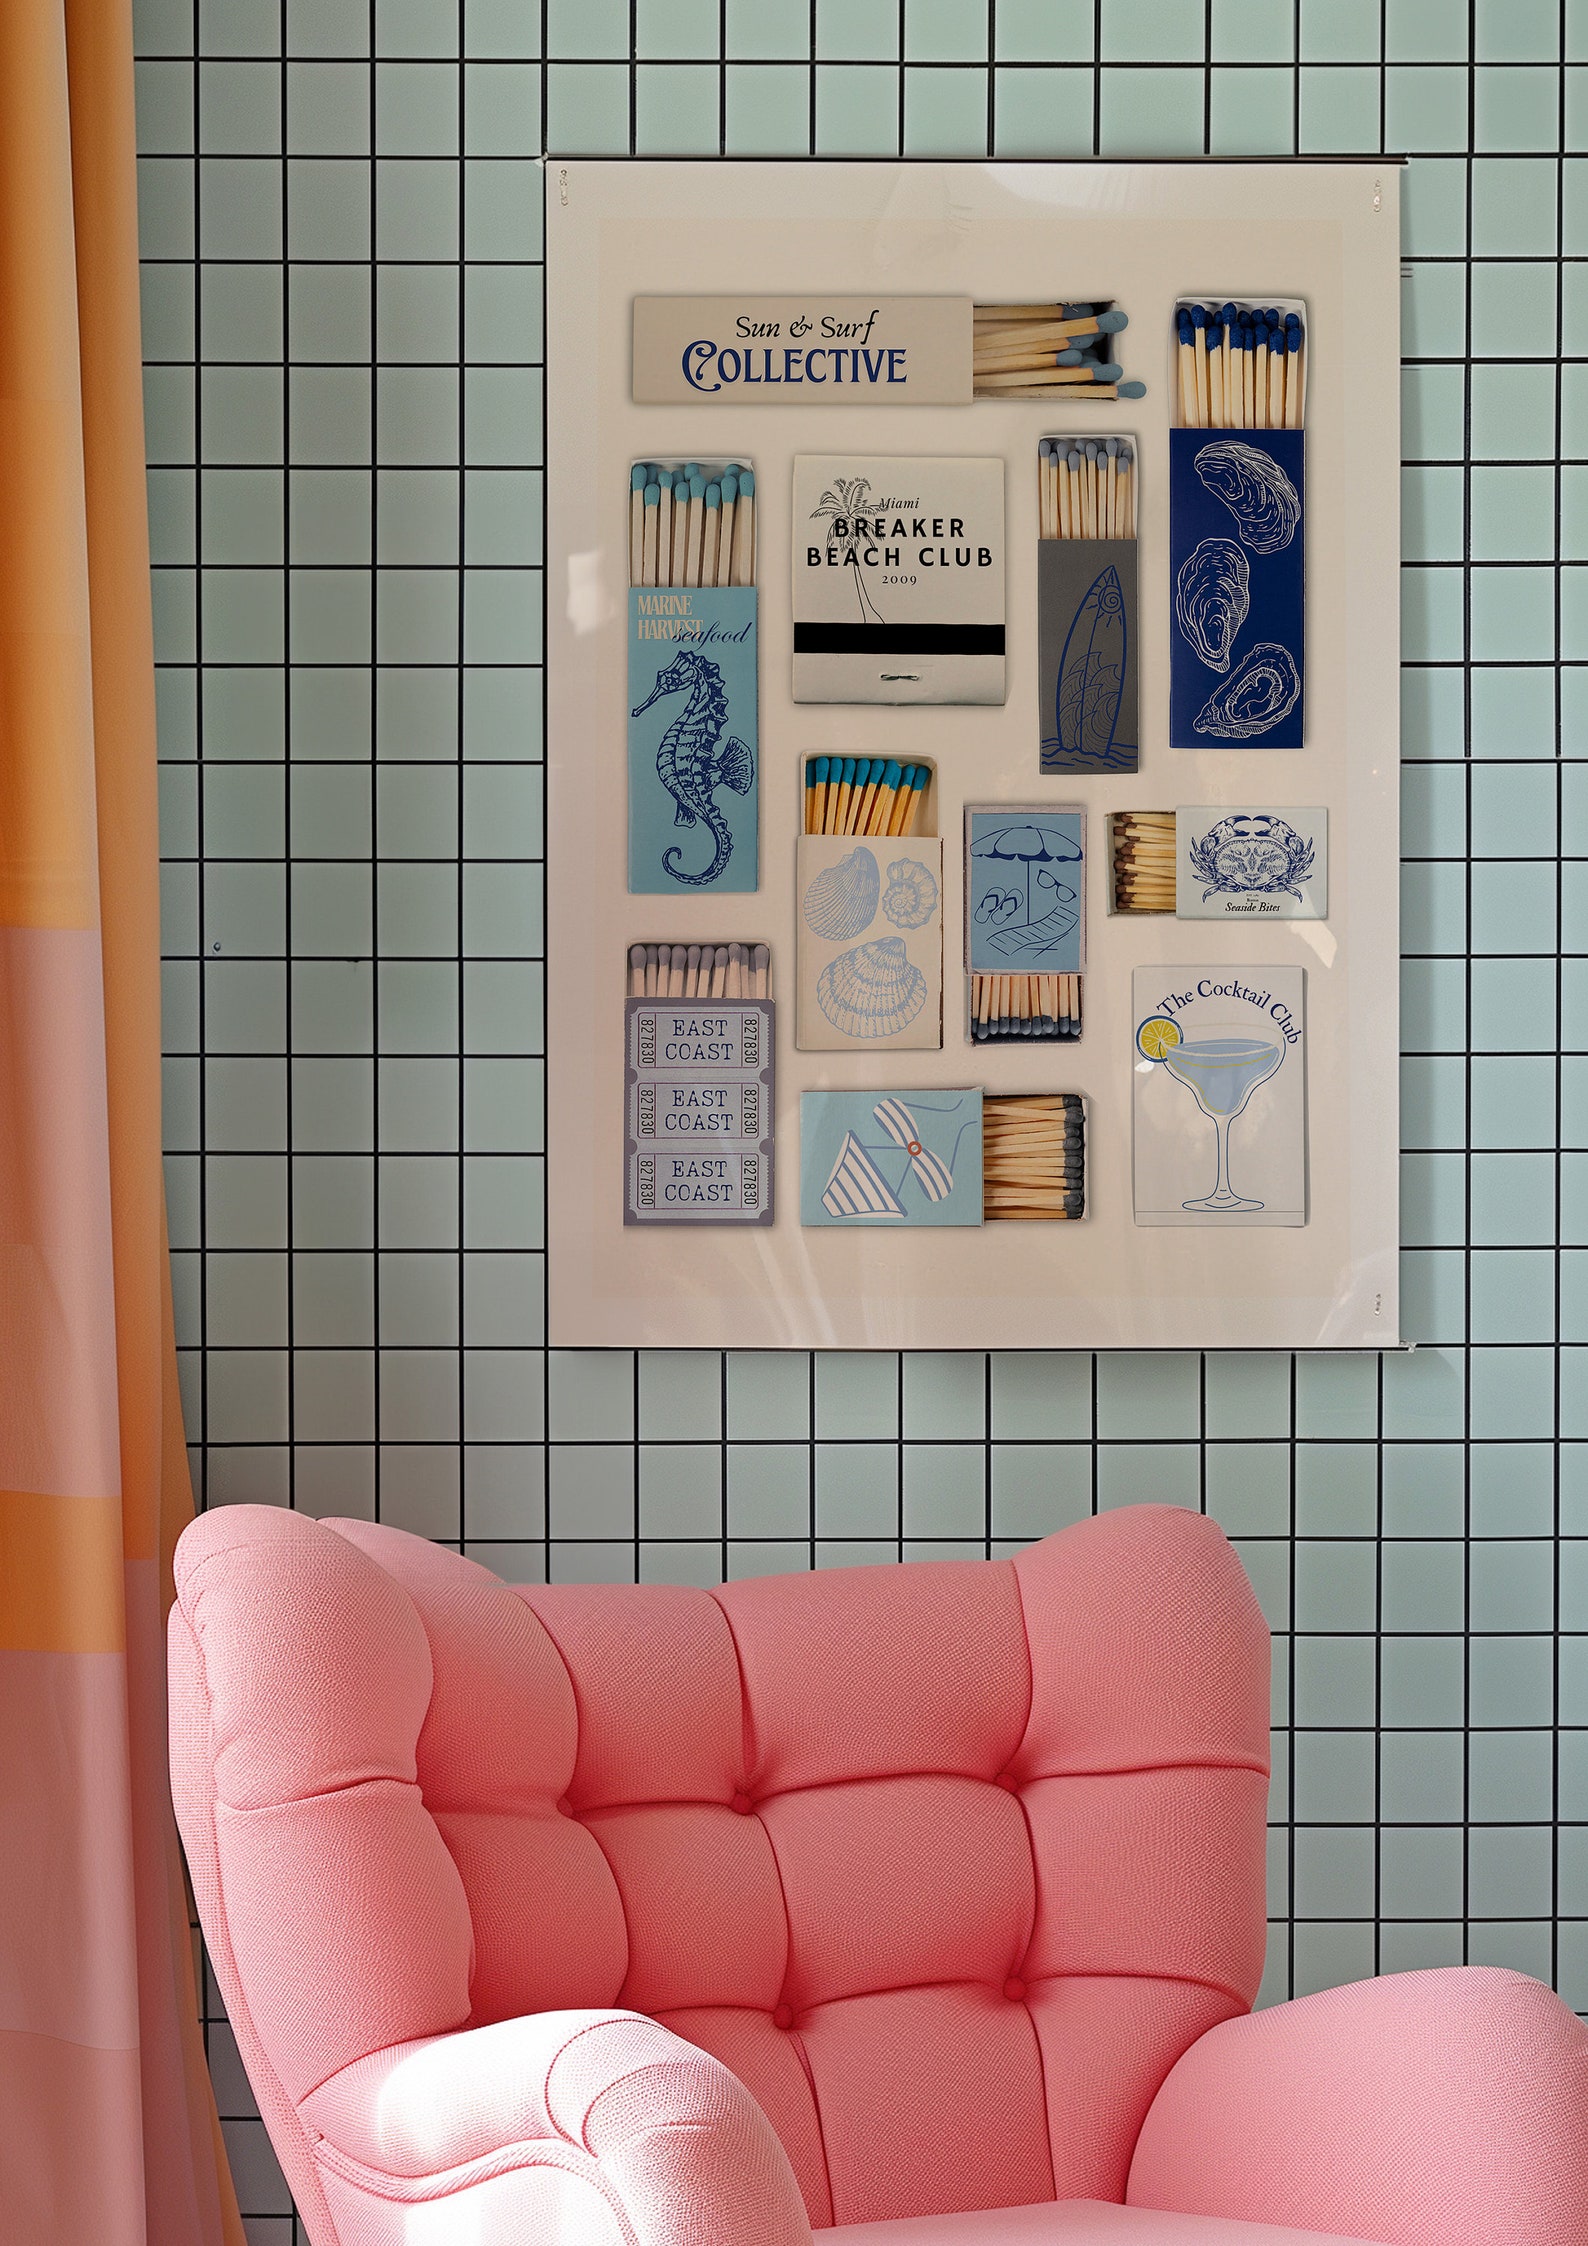 Sun & Surf
COLLECTIVE
Miami
BREAKER
BEACH CLUB
2009
MARINE
HARVEST
seafood
Seaside Bites
The Cocktail Club
EAST
COAST
827830
827830
EAST
COAST
827830
827830
EAST
COAST
827830
827830